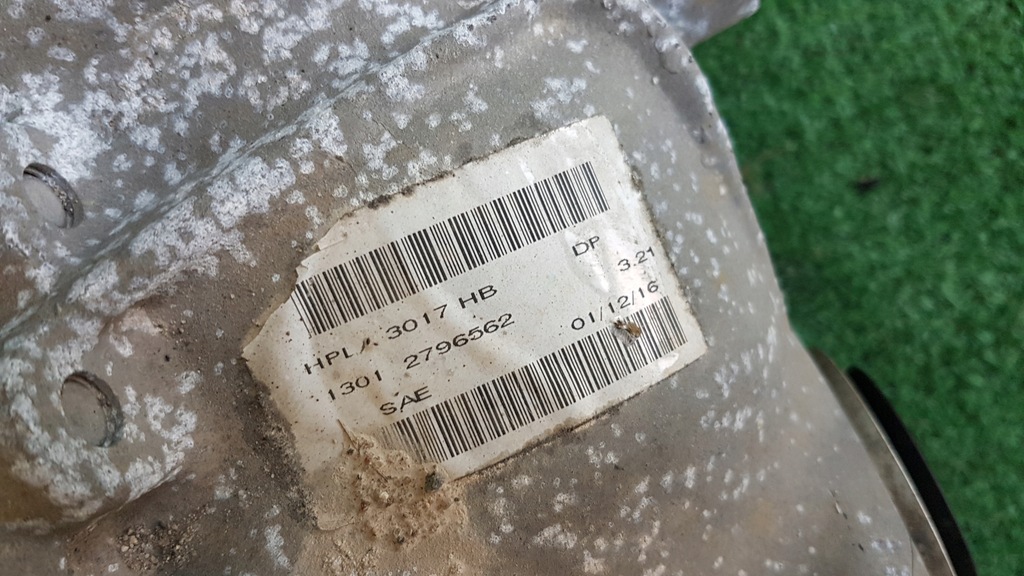 DP
HPLA 3017 HB 3.21
1301 2796562 01/12/16
SAE